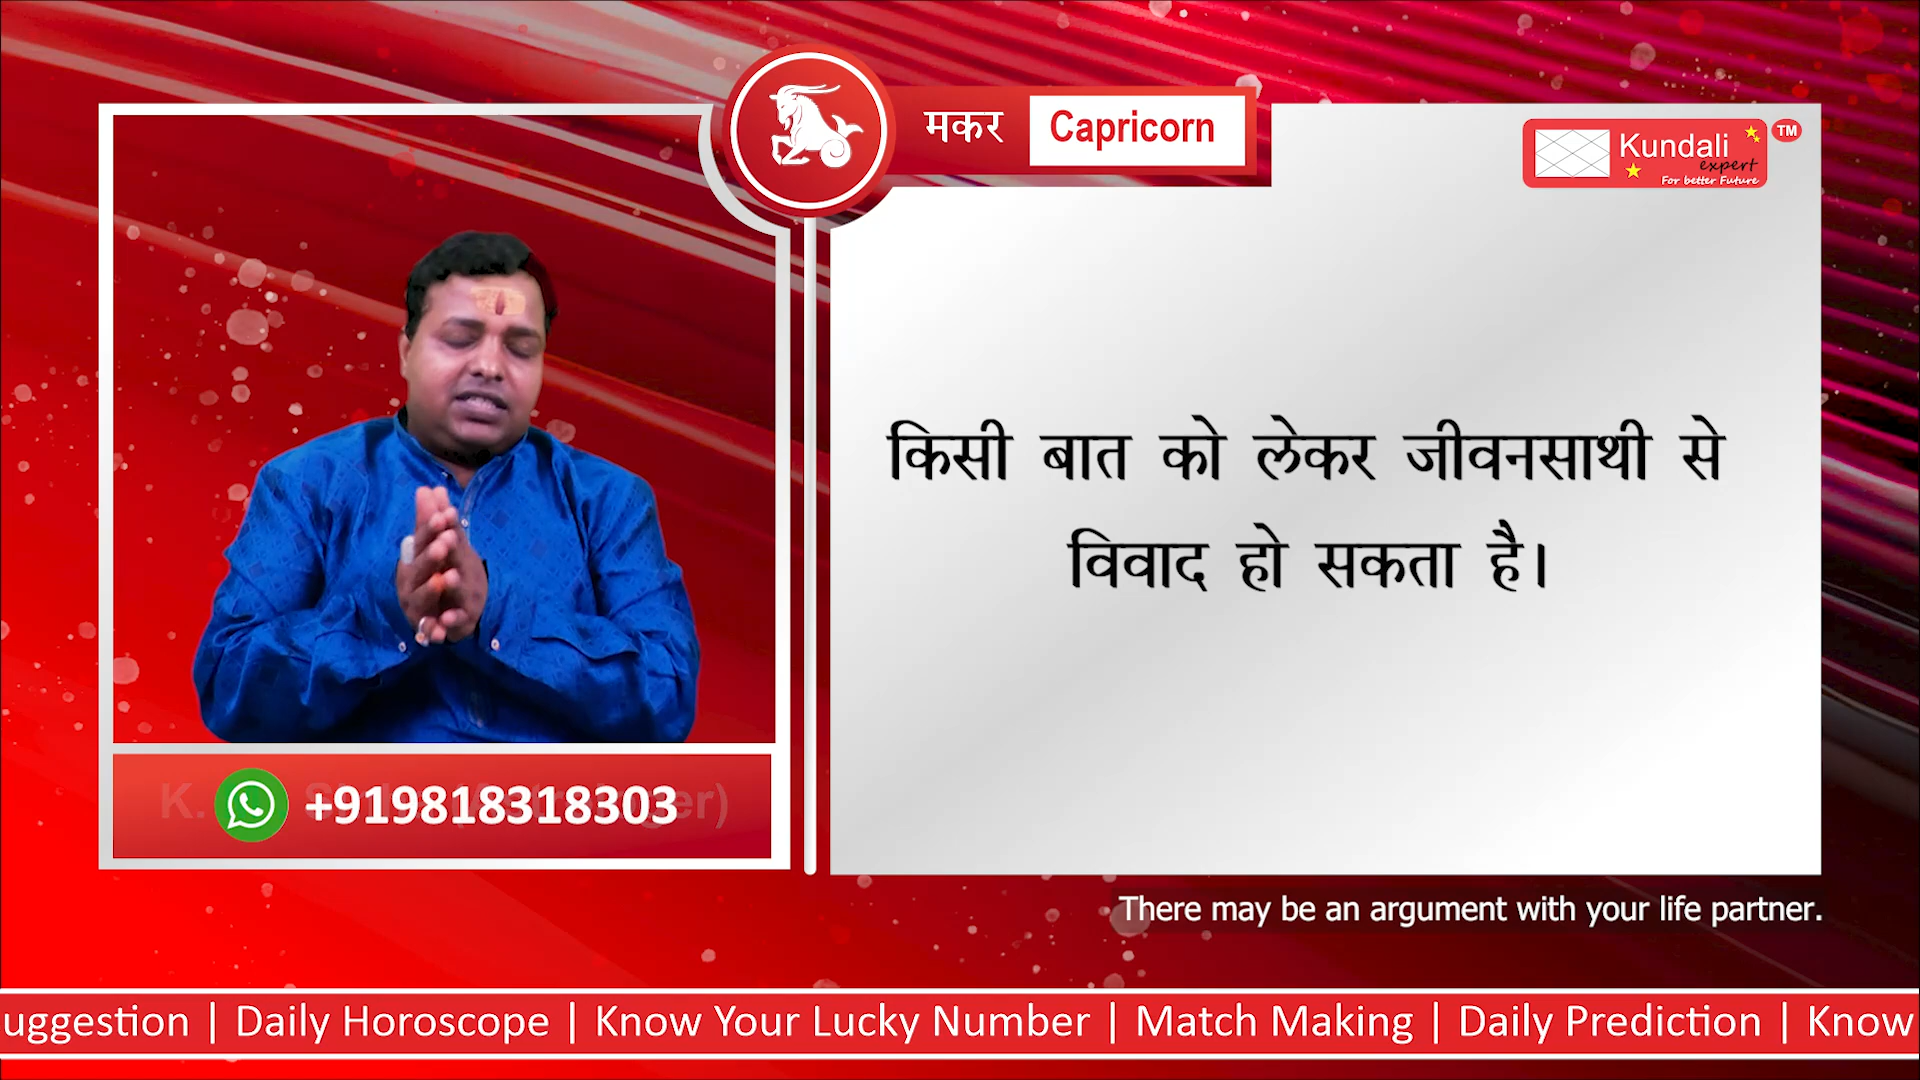 मकर
Capricorn
Kundali
expert
For better Future
TM
किसी बात को लेकर जीवनसाथी से
विवाद हो सकता है।
+919818318303
There may be an argument with your life partner.
uggestion | Daily Horoscope | Know Your Lucky Number | Match Making | Daily Prediction | Know